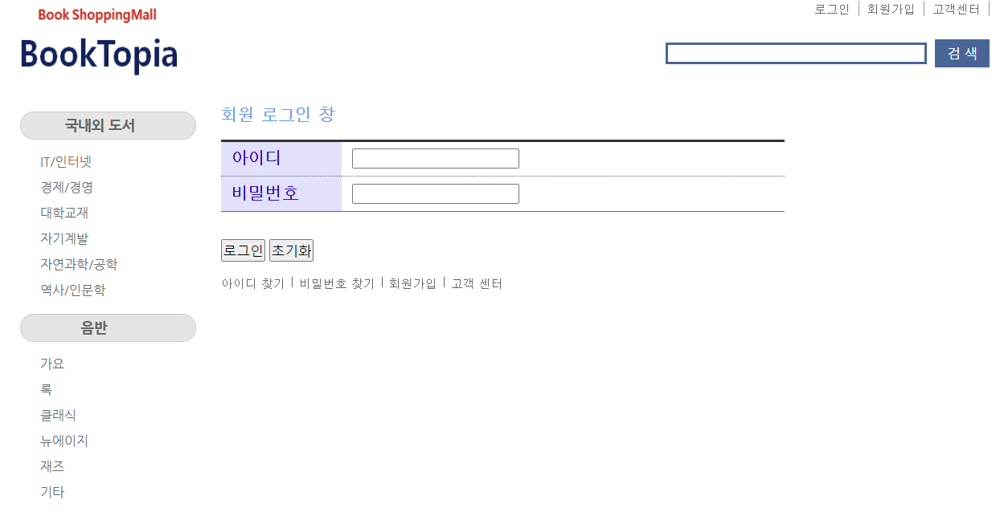 Book ShoppingMall
로그인 | 회원가입 | 고객센터 |
BookTopia
검 색
국내외 도서
IT/인터넷
경제/경영
대학교재
자기계발
자연과학/공학
역사/인문학
음반
가요
록
클래식
뉴에이지
재즈
기타
회원 로그인 창
아이디
비밀번호
로그인 초기화
아이디 찾기 | 비밀번호 찾기 | 회원가입 | 고객 센터